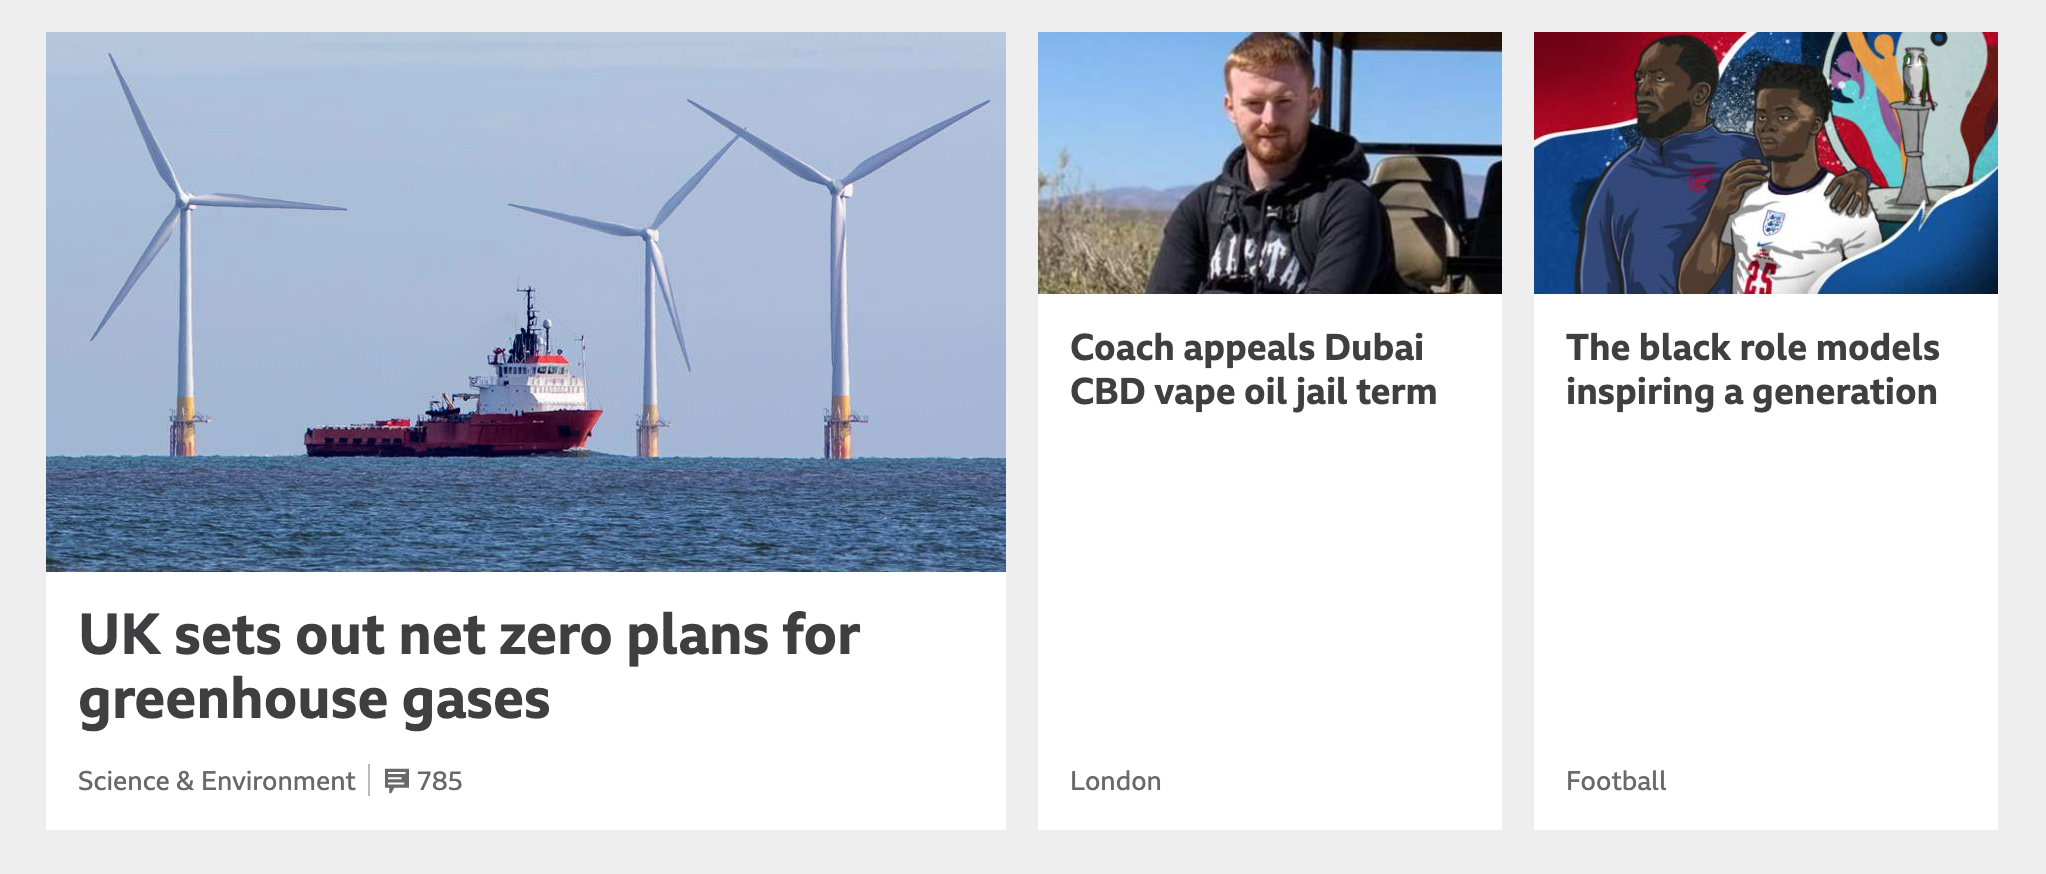 UK sets out net zero plans for
greenhouse gases
Science & Environment
785
Coach appeals Dubai
CBD vape oil jail term
London
The black role models
inspiring a generation
Football
25